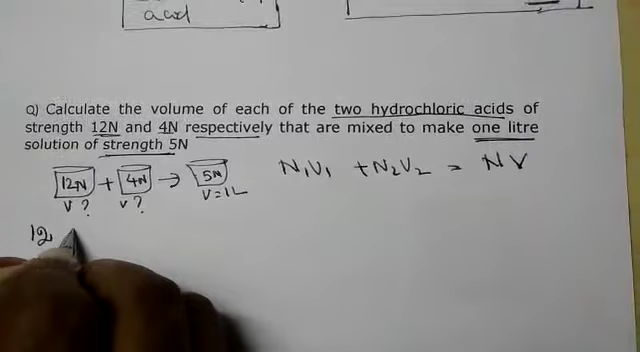 acid
Q) Calculate the volume of each of the two hydrochloric acids of
strength 12N and 4N respectively that are mixed to make one litre
solution of strength 5N
12N + 4N → 5N N₁V₁ + N₂V₂ = NV
V ? V ? V = 1L
12